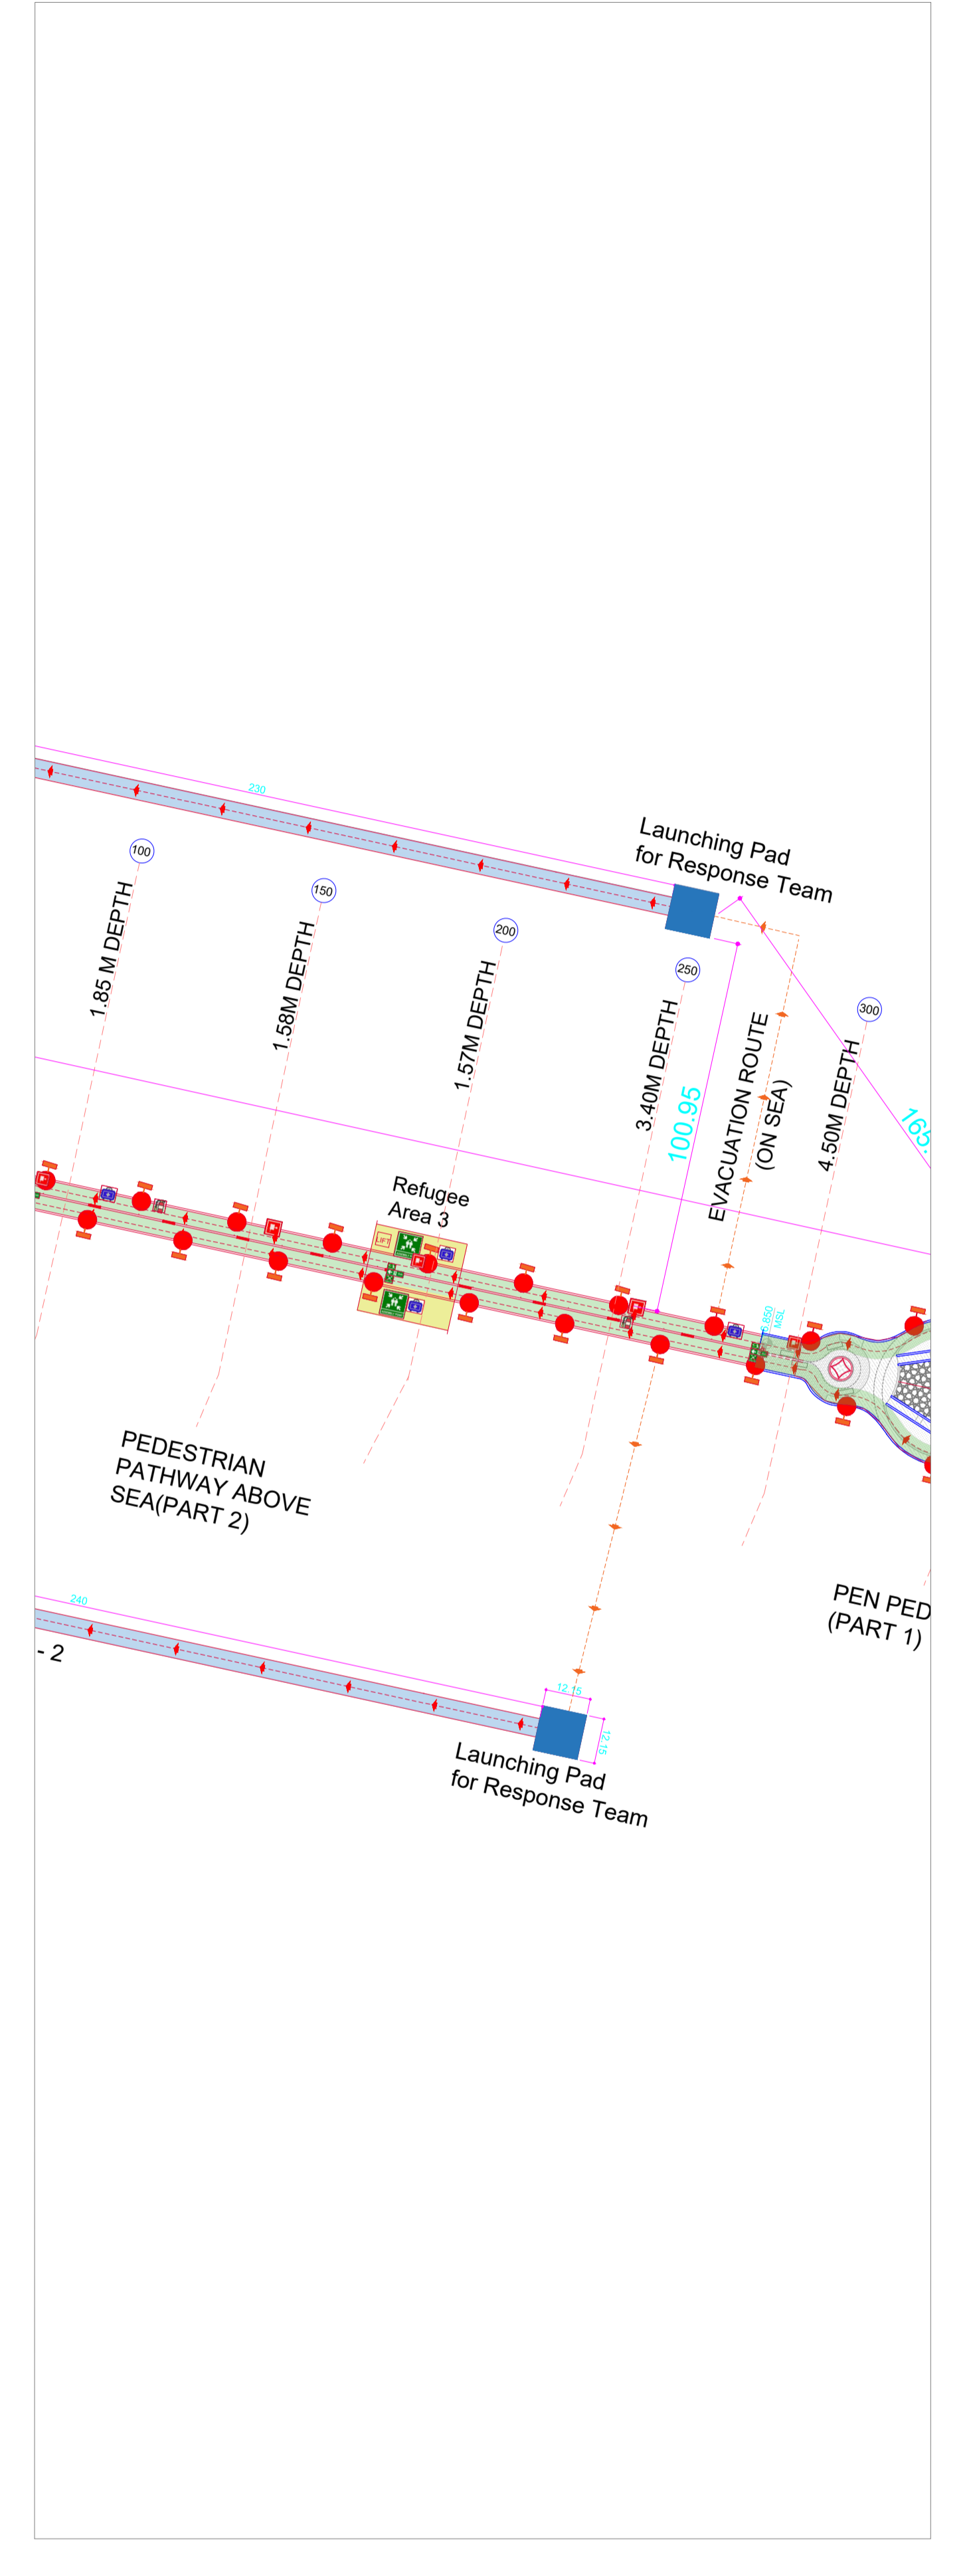 230
Launching Pad
for Response Team
100
150
200
250
300
1.85 M DEPTH
1.58M DEPTH
1.57M DEPTH
3.40M DEPTH
100.95
EVACUATION ROUTE
(ON SEA)
4.50M DEPTH
165.
Refugee
Area 3
LIFT
MSL
PEDESTRIAN
PATHWAY ABOVE
SEA(PART 2)
PEN PED
(PART 1)
240
- 2
12.15
12.15
Launching Pad
for Response Team